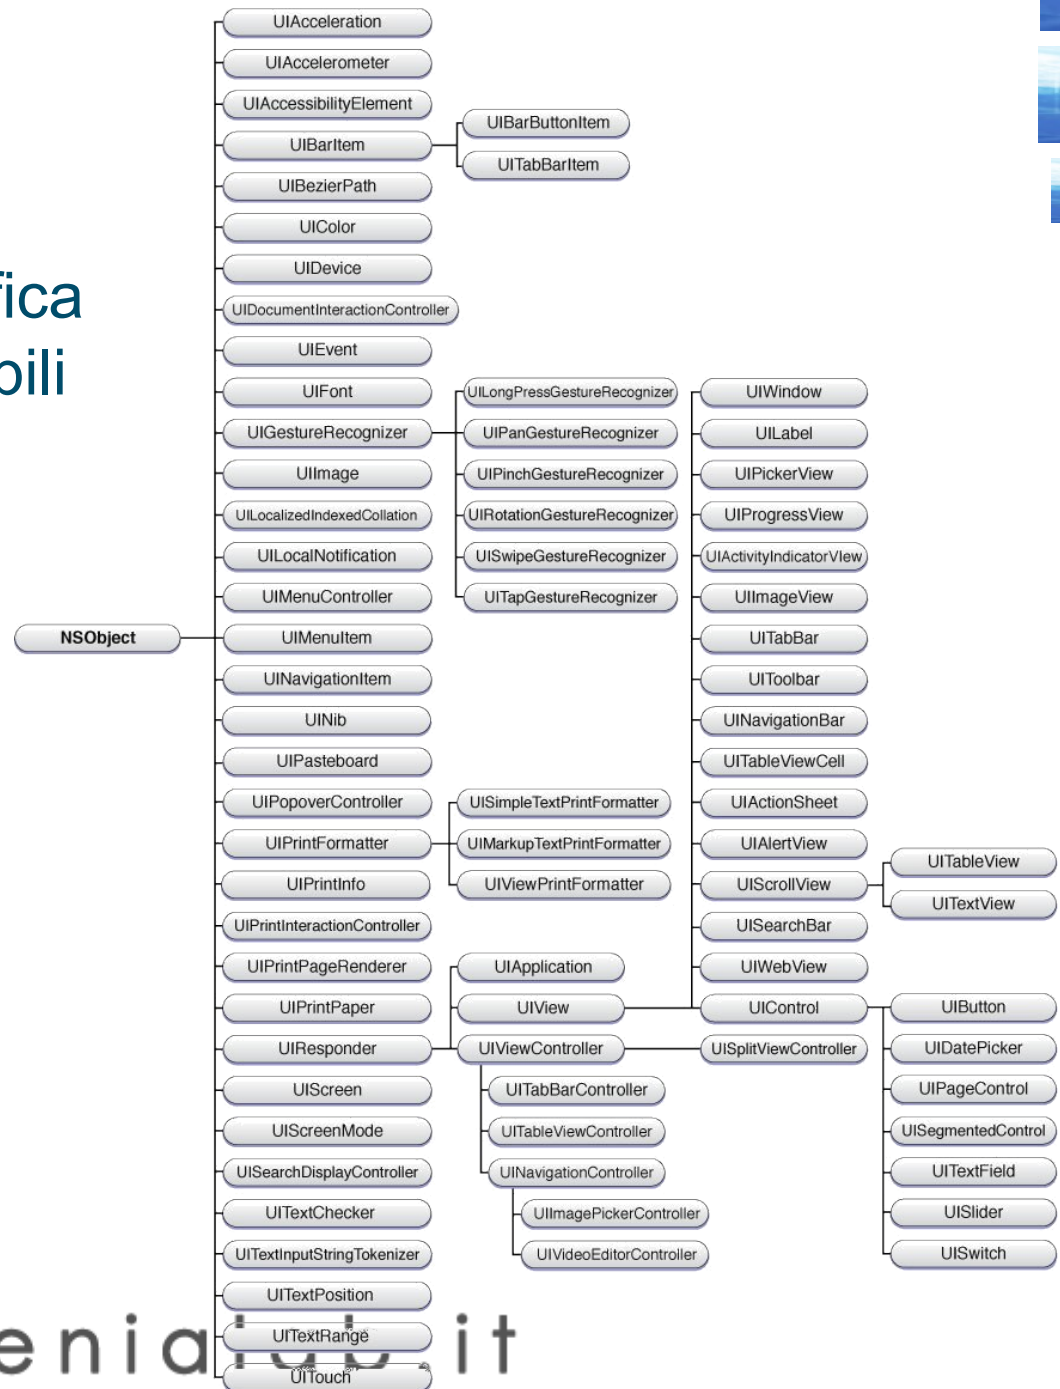 UIAcceleration
UIAccelerometer
UIAccessibilityElement
UIBarItem
UIBarButtonItem
UITabBarItem
UIBezierPath
UIColor
UIDevice
fica
UIDocumentInteractionController
UIEvent
bili
UIFont
UILongPressGestureRecognizer
UIWindow
UIGestureRecognizer
UIPanGestureRecognizer
UILabel
UIImage
UIPinchGestureRecognizer
UIPickerView
UILocalizedIndexedCollation
UIRotationGestureRecognizer
UIProgressView
UILocalNotification
UISwipeGestureRecognizer
UIActivityIndicatorVIew
UIMenuController
UITapGestureRecognizer
UIImageView
NSObject
UIMenuItem
UITabBar
UINavigationItem
UIToolbar
UINib
UINavigationBar
UIPasteboard
UITableViewCell
UIPopoverController
UISimpleTextPrintFormatter
UIActionSheet
UIPrintFormatter
UIMarkupTextPrintFormatter
UIAlertView
UITableView
UIPrintInfo
UIViewPrintFormatter
UIScrollView
UITextView
UIPrintInteractionController
UISearchBar
UIPrintPageRenderer
UIApplication
UIWebView
UIPrintPaper
UIView
UIControl
UIButton
UIResponder
UIViewController
UISplitViewController
UIDatePicker
UIScreen
UITabBarController
UIPageControl
UIScreenMode
UITableViewController
UISegmentedControl
UISearchDisplayController
UINavigationController
UITextField
UITextChecker
UIImagePickerController
UISlider
UITextInputStringTokenizer
UIVideoEditorController
UISwitch
UITextPosition
UITextRange
enialab.it
UITouch